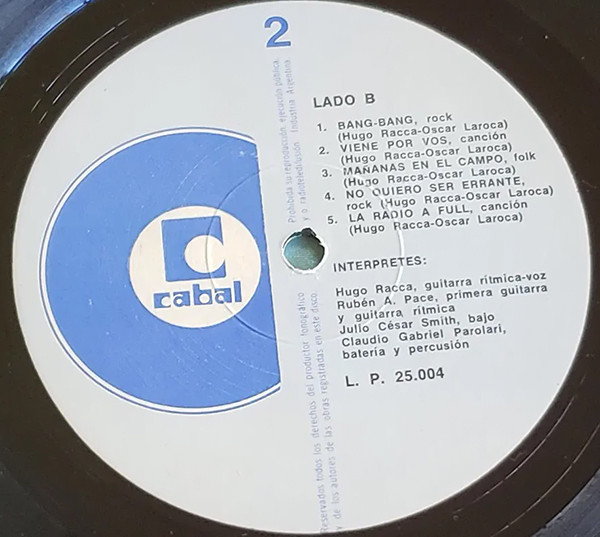 2
LADO B
1. BANG-BANG, rock
(Hugo Racca-Oscar Laroca)
2. VIENE POR VOS, canción
(Hugo Racca-Oscar Laroca)
3. MAÑANAS EN EL CAMPO, folk
(Hugo Racca-Oscar Laroca)
4. NO QUIERO SER ERRANTE,
rock (Hugo Racca-Oscar Laroca)
5. LA RADIO A FULL, canción
(Hugo Racca-Oscar Laroca)
INTERPRETES:
Hugo Racca, guitarra rítmica-voz
Rubén A. Pace, primera guitarra
y guitarra rítmica
Julio César Smith, bajo
Claudio Gabriel Parolari,
batería y percusión
L. P. 25.004
cabal
Reservados todos los derechos del productor fonográfico
y de los autores de las obras registradas en este disco
Prohibida su reproducción, ejecución pública,
y o radioteledifusión Industria Argentina